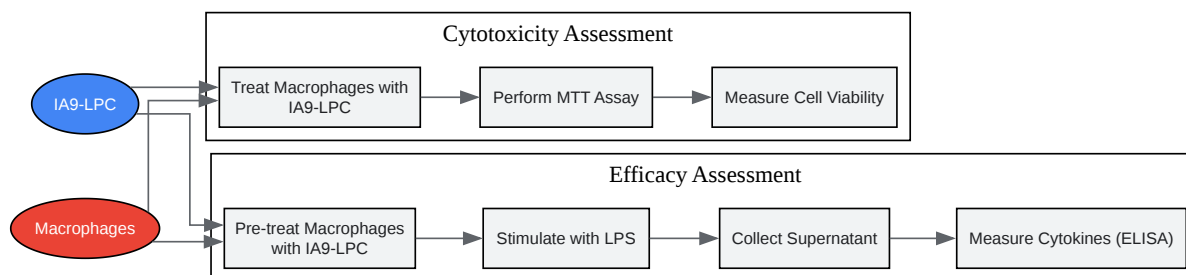 Cytotoxicity Assessment
IA9-LPC
Treat Macrophages with
IA9-LPC
Perform MTT Assay
Measure Cell Viability
Efficacy Assessment
Macrophages
Pre-treat Macrophages
with IA9-LPC
Stimulate with LPS
Collect Supernatant
Measure Cytokines (ELISA)